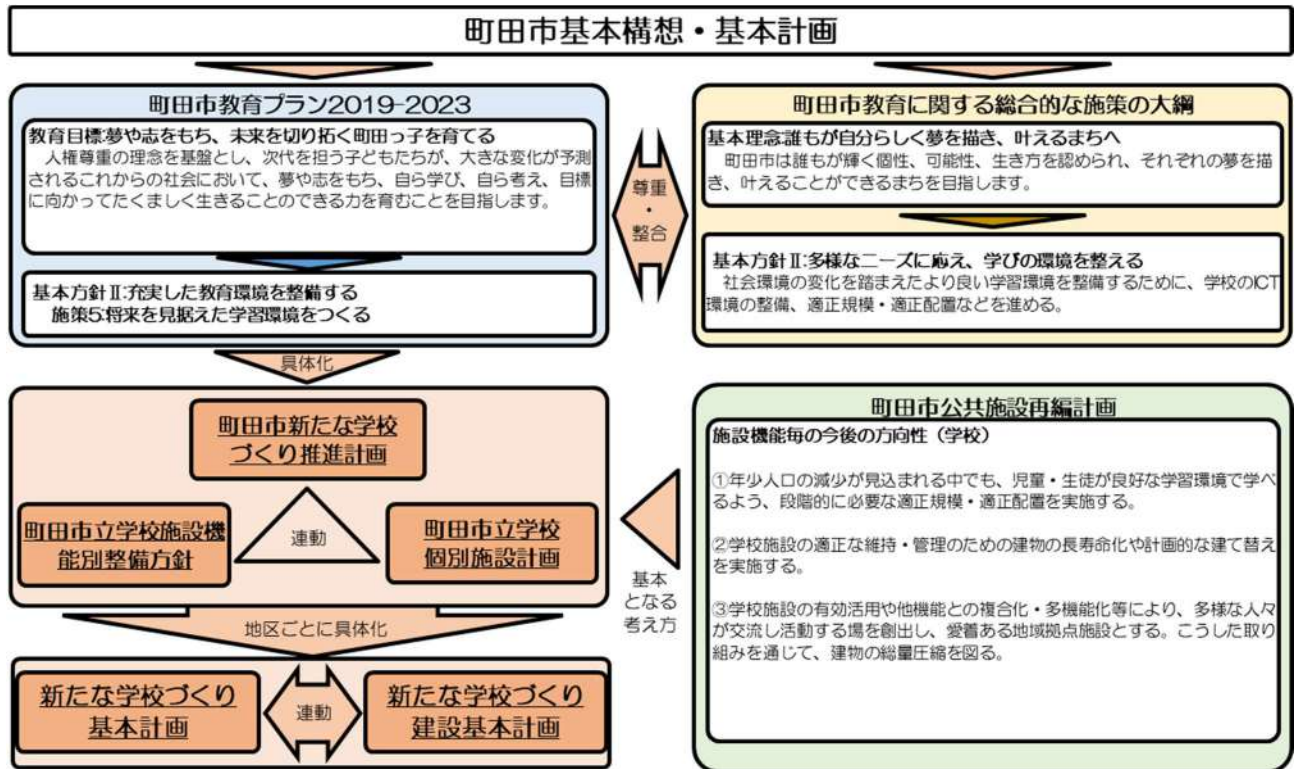 町田市基本構想・基本計画
町田市教育プラン2019-2023
教育目標:夢や志をもち、未来を切り拓く町田っ子を育てる
人権尊重の理念を基盤とし、次代を担う子どもたちが、大きな変化が予測
されるこれからの社会において、夢や志をもち、自ら学び、自ら考え、目標
に向かってたくましく生きることのできる力を育むことを目指します。
基本方針Ⅱ:充実した教育環境を整備する
施策5:将来を見据えた学習環境をつくる
尊重
・
整合
町田市教育に関する総合的な施策の大綱
基本理念:誰もが自分らしく夢を描き、叶えるまちへ
町田市は誰もが輝く個性、可能性、生き方を認められ、それぞれの夢を描
き、叶えることができるまちを目指します。
基本方針Ⅱ:多様なニーズに応え、学びの環境を整える
社会環境の変化を踏まえたより良い学習環境を整備するために、学校のICT
環境の整備、適正規模・適正配置などを進める。
具体化
町田市新たな学校
づくり推進計画
町田市立学校施設機
能別整備方針
連動
町田市立学校
個別施設計画
基本
となる
考え方
町田市公共施設再編計画
施設機能毎の今後の方向性（学校）
①年少人口の減少が見込まれる中でも、児童・生徒が良好な学習環境で学べ
るよう、段階的に必要な適正規模・適正配置を実施する。
②学校施設の適正な維持・管理のための建物の長寿命化や計画的な建て替え
を実施する。
③学校施設の有効活用や他機能との複合化・多機能化等により、多様な人々
が交流し活動する場を創出し、愛着ある地域拠点施設とする。こうした取り
組みを通じて、建物の総量圧縮を図る。
地区ごとに具体化
新たな学校づくり
基本計画
連動
新たな学校づくり
建設基本計画